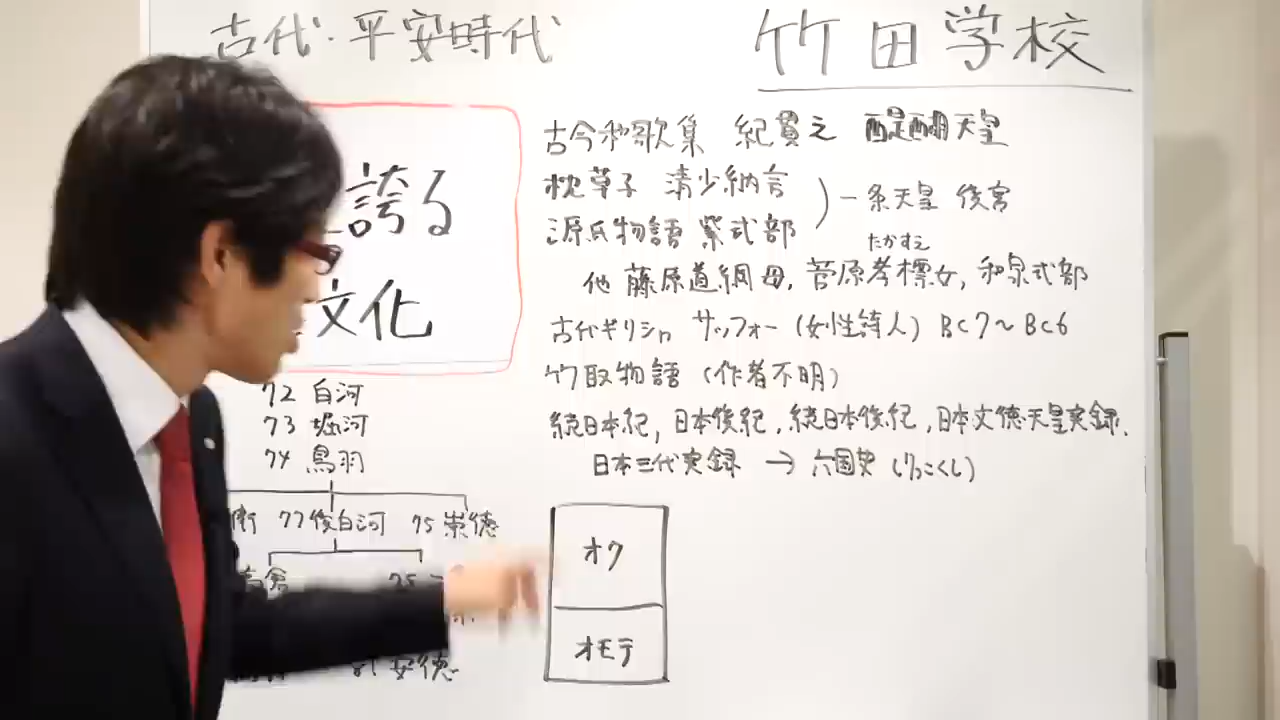 古代・平安時代
竹田学校
誇る
文化
古今和歌集 紀貫之 醍醐天皇
枕草子 清少納言
源氏物語 紫式部
一条天皇 後宮
たかすえ
他 藤原道綱母, 菅原孝標女, 和泉式部
古代ギリシア サッフォー (女性詩人) BC7〜BC6
竹取物語 (作者不明)
続日本紀, 日本後紀, 続日本後紀, 日本文徳天皇実録,
日本三代実録 → 六国史 (りっこくし)
72 白河
73 堀河
74 鳥羽
77 後白河 75 崇徳
81 安徳
オク
オモテ